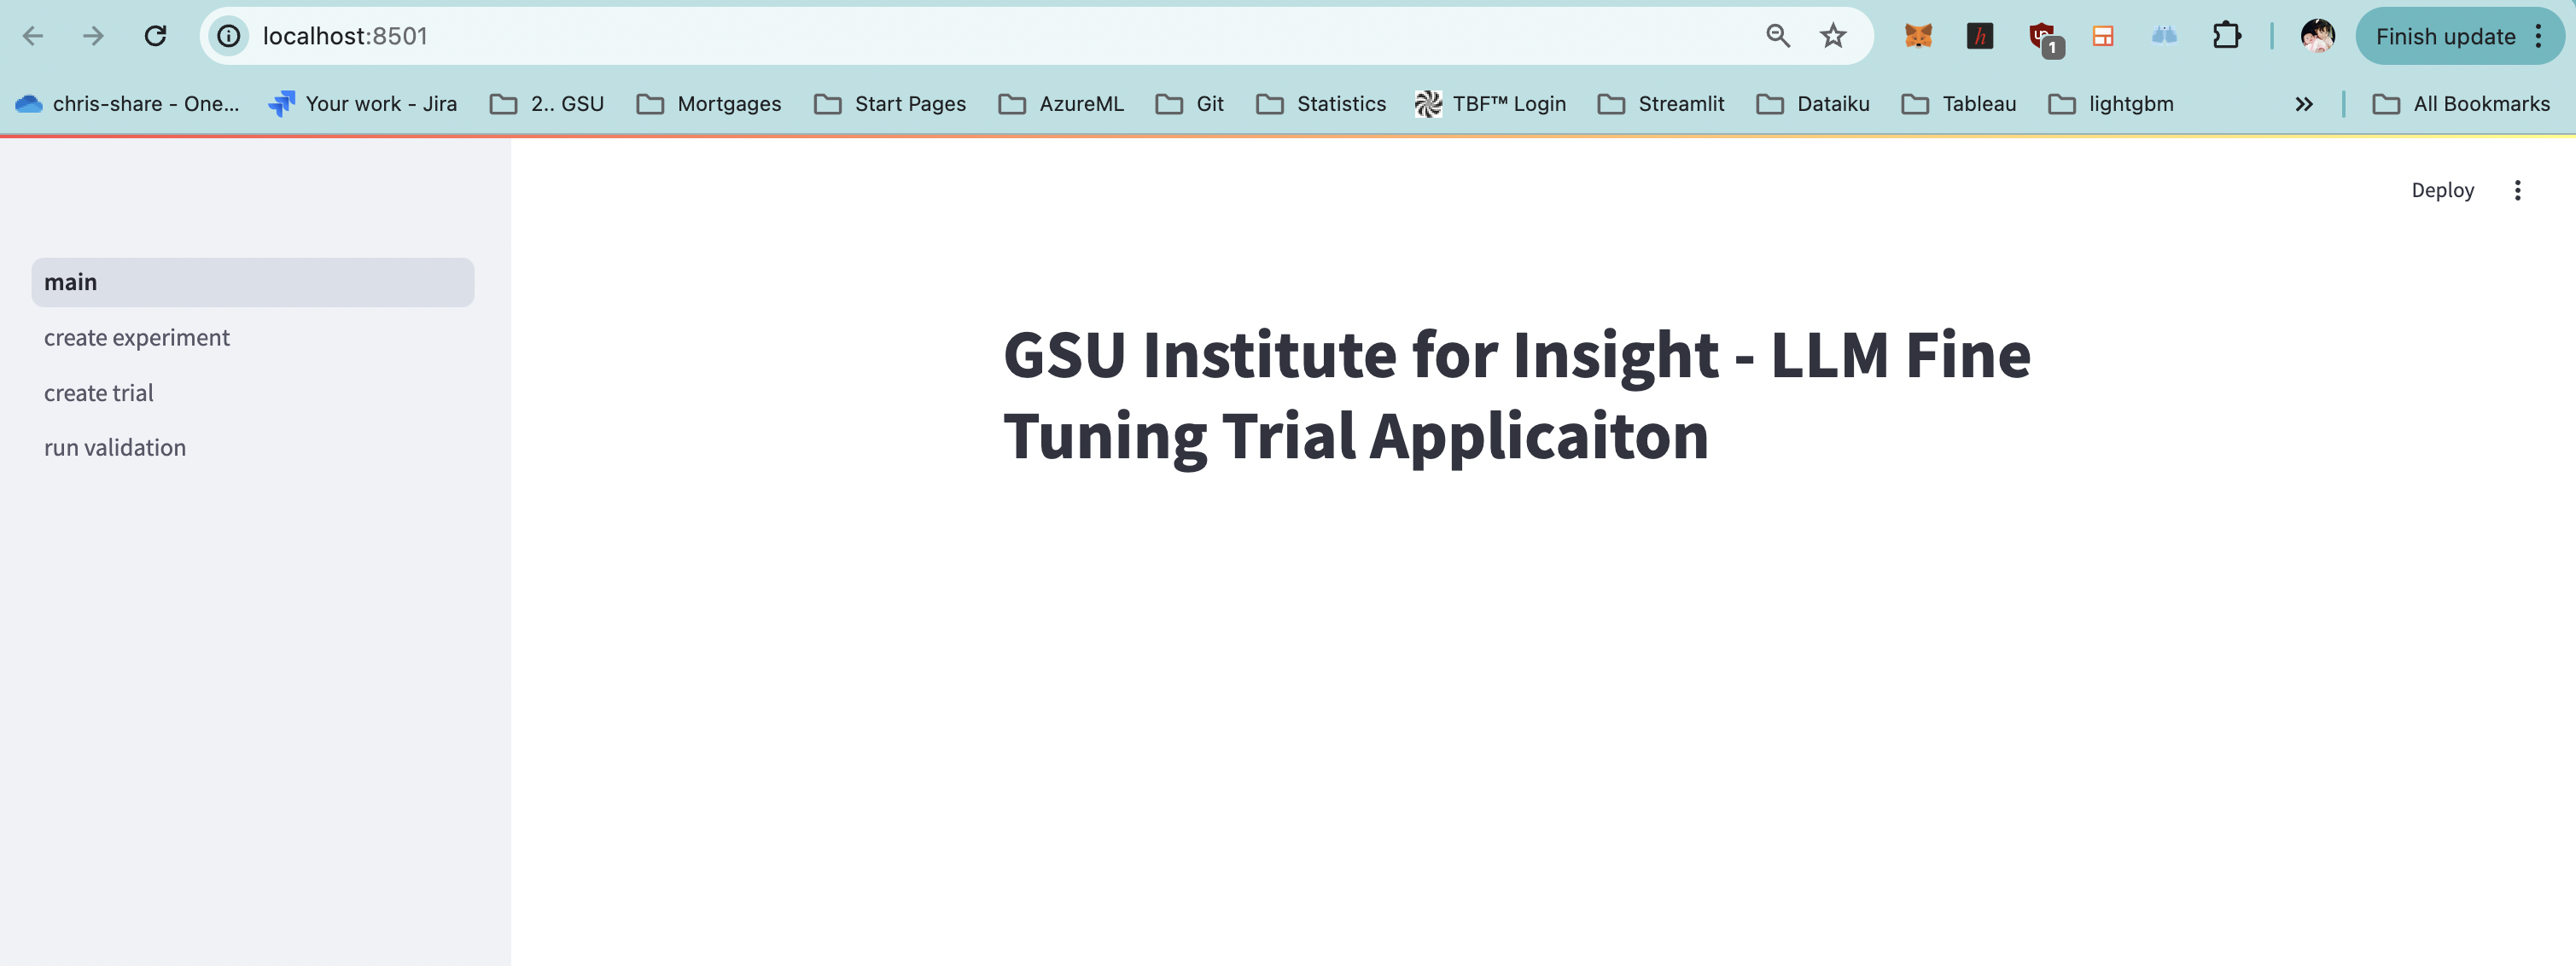 localhost:8501
1
Finish update
chris-share - One...
Your work - Jira
2.. GSU
Mortgages
Start Pages
AzureML
Git
Statistics
TBF™ Login
Streamlit
Dataiku
Tableau
lightgbm
»
All Bookmarks
Deploy
main
create experiment
create trial
run validation
GSU Institute for Insight - LLM Fine
Tuning Trial Applicaiton